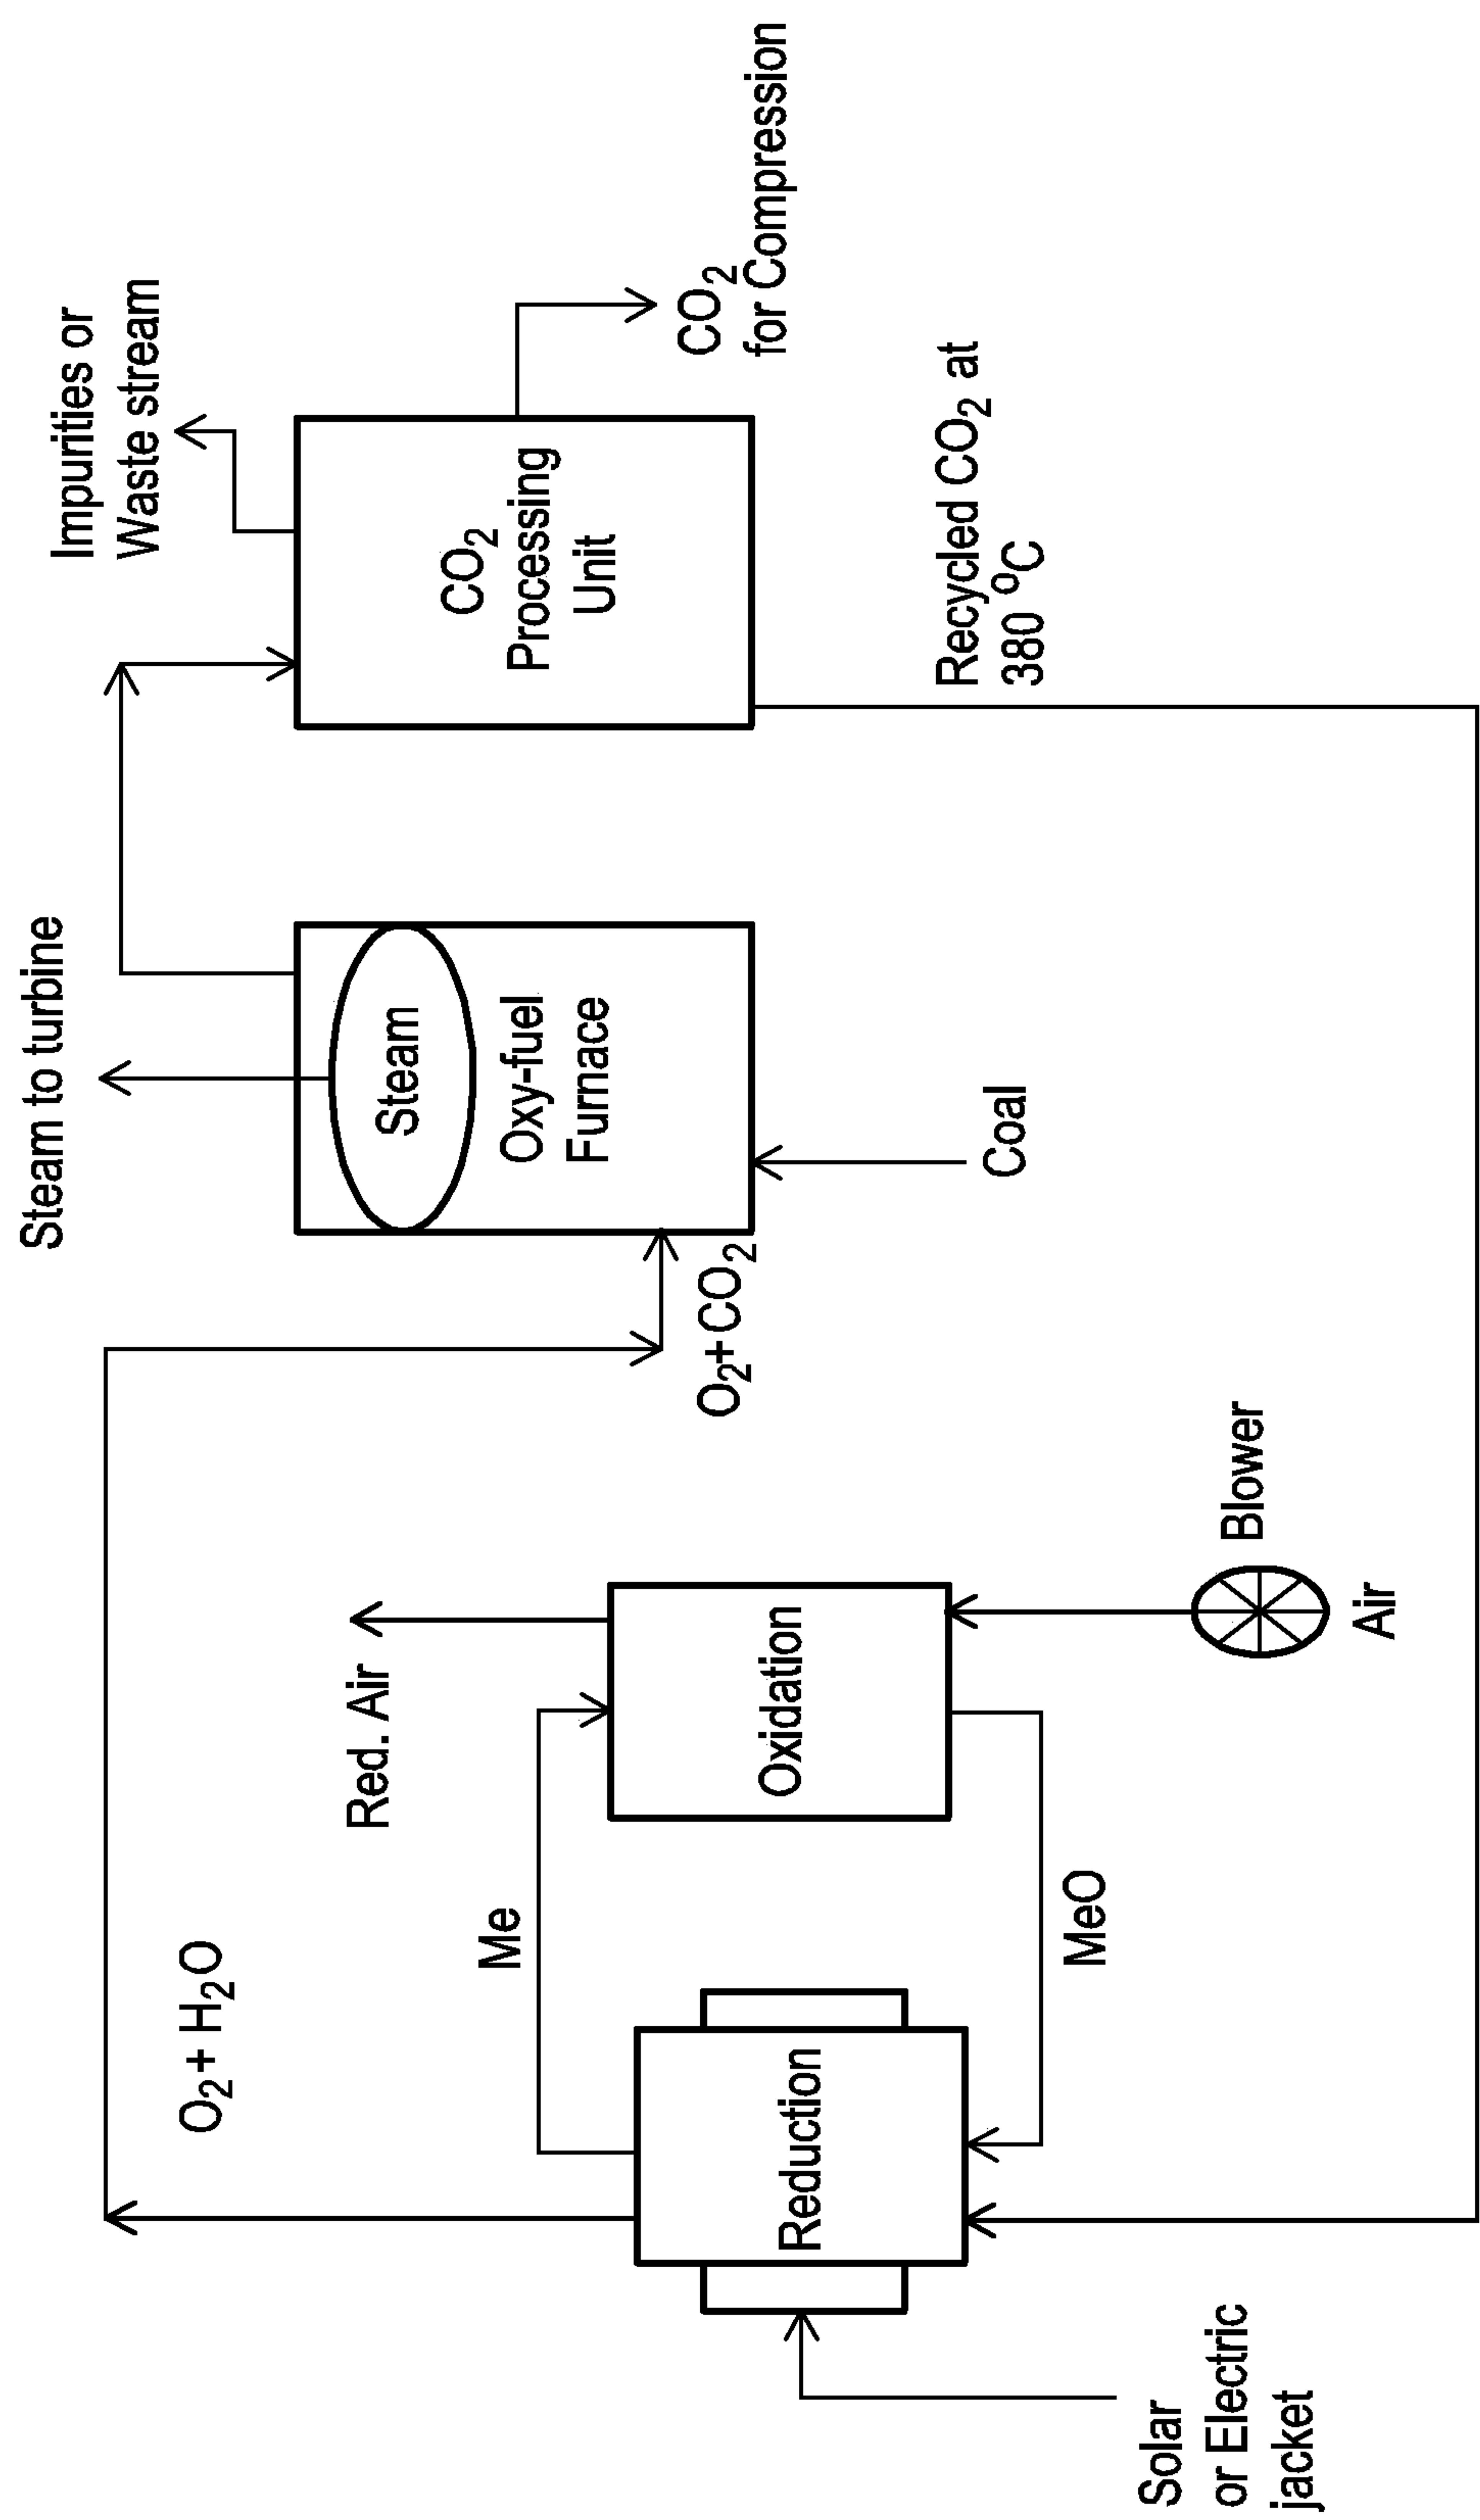 Steam to turbine
Impurities or
Waste stream
O₂+ H₂O
Red. Air
Me
Steam
Oxy-fuel
Furnace
CO₂
Processing
Unit
CO₂
for Compression
O₂+CO₂
Reduction
Oxidation
MeO
Coal
Recycled CO₂ at
380 ºC
Blower
Air
Solar
or Electric
jacket